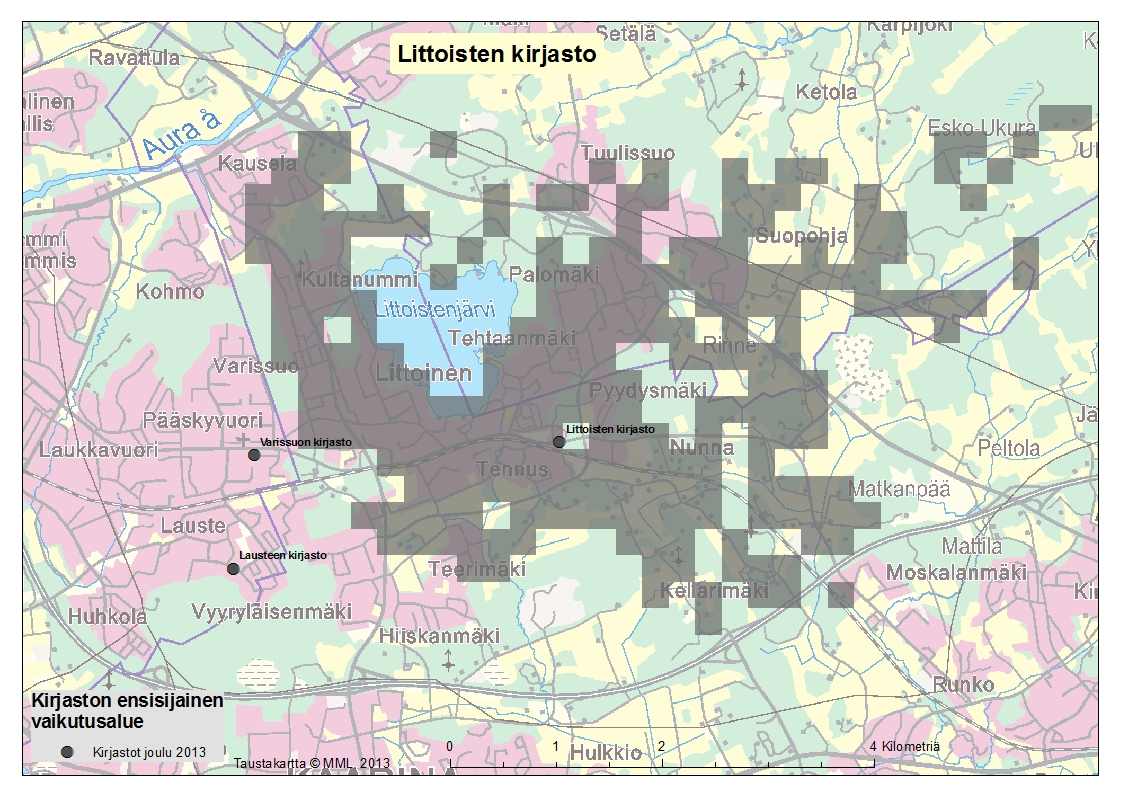 Littoisten kirjasto
Setälä
Karpijoki
Ravattula
Ketola
Aura å
Esko-Ukura
Kausela
Tuulissuo
Suopohja
Kultanummi
Palomäki
Kohmo
Littoistenjärvi
Tehtaanmäki
Rinne
Varissuo
Littoinen
Pyydysmäki
Pääskyvuori
Varissuon kirjasto
Littoisten kirjasto
Laukkavuori
Nunna
Peltola
Tennus
Matkanpää
Lauste
Lausteen kirjasto
Mattila
Teerimäki
Moskalanmäki
Kellarimäki
Huhkola
Vyyryläisenmäki
Hiiskanmäki
Runko
Kirjaston ensisijainen
vaikutusalue
Kirjastot joulu 2013
Hulkkio
0 1 2 4 Kilometriä
Taustakartta © MML, 2013
KAARINA